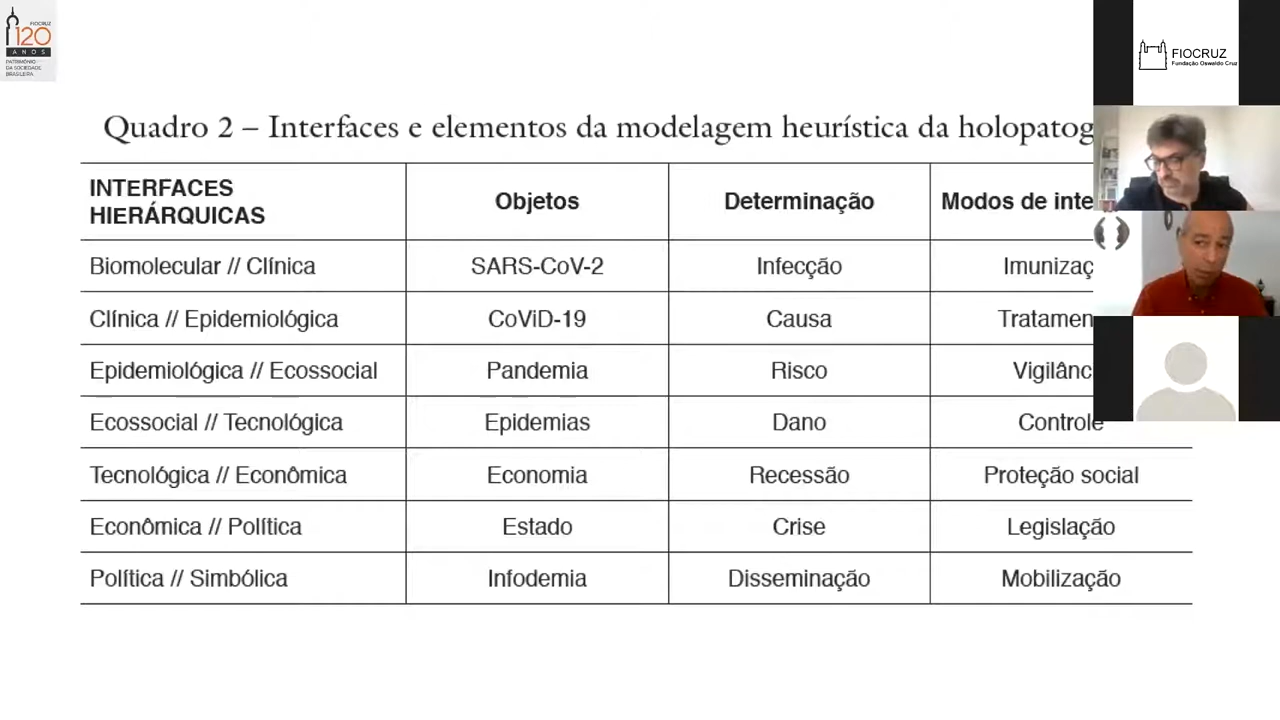 FIOCRUZ
120
ANOS
PATRIMÔNIO
DA SOCIEDADE
BRASILEIRA
FIOCRUZ
Fundação Oswaldo Cruz
Quadro 2 – Interfaces e elementos da modelagem heurística da holopatog
INTERFACES
HIERÁRQUICAS
Objetos
Determinação
Modos de inte
Biomolecular // Clínica
SARS-CoV-2
Infecção
Imunizaç
Clínica // Epidemiológica
CoViD-19
Causa
Tratamen
Epidemiológica // Ecossocial
Pandemia
Risco
Vigilânc
Ecossocial // Tecnológica
Epidemias
Dano
Controle
Tecnológica // Econômica
Economia
Recessão
Proteção social
Econômica // Política
Estado
Crise
Legislação
Política // Simbólica
Infodemia
Disseminação
Mobilização